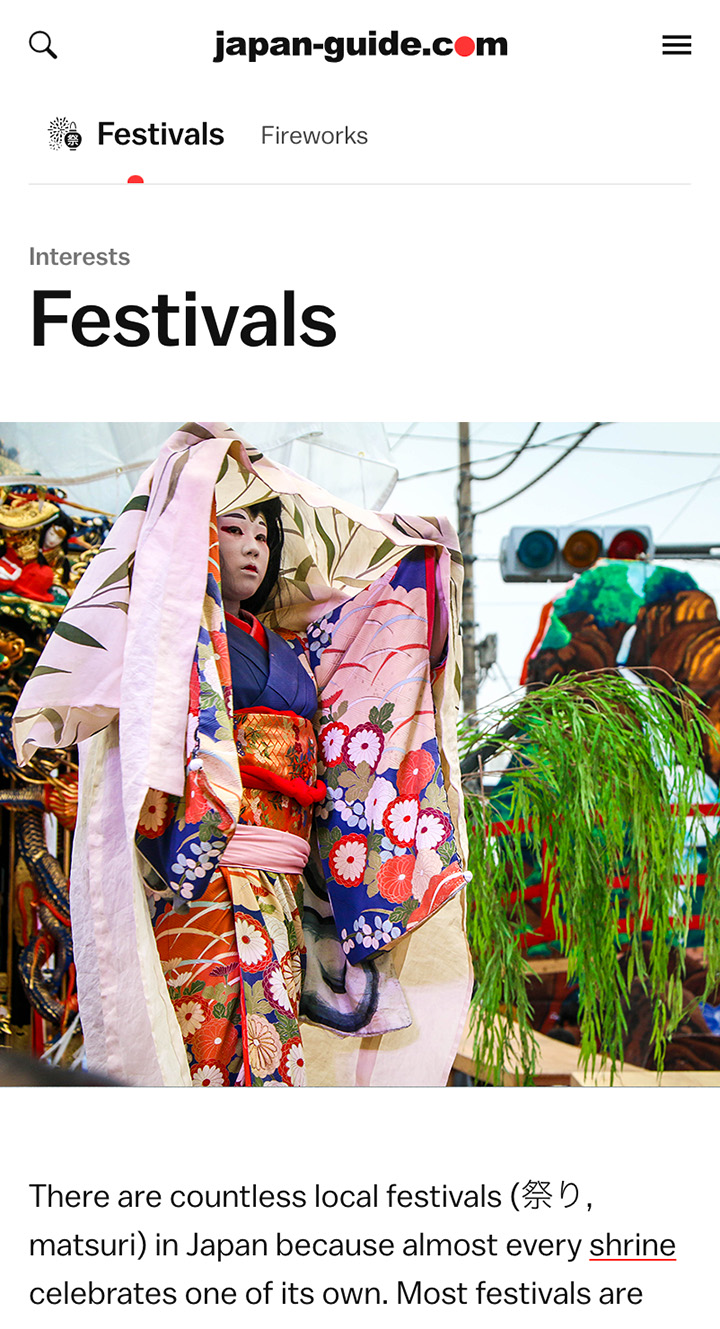 japan-guide.com
祭
Festivals
Fireworks
Interests
Festivals
There are countless local festivals (祭り,
matsuri) in Japan because almost every shrine
celebrates one of its own. Most festivals are